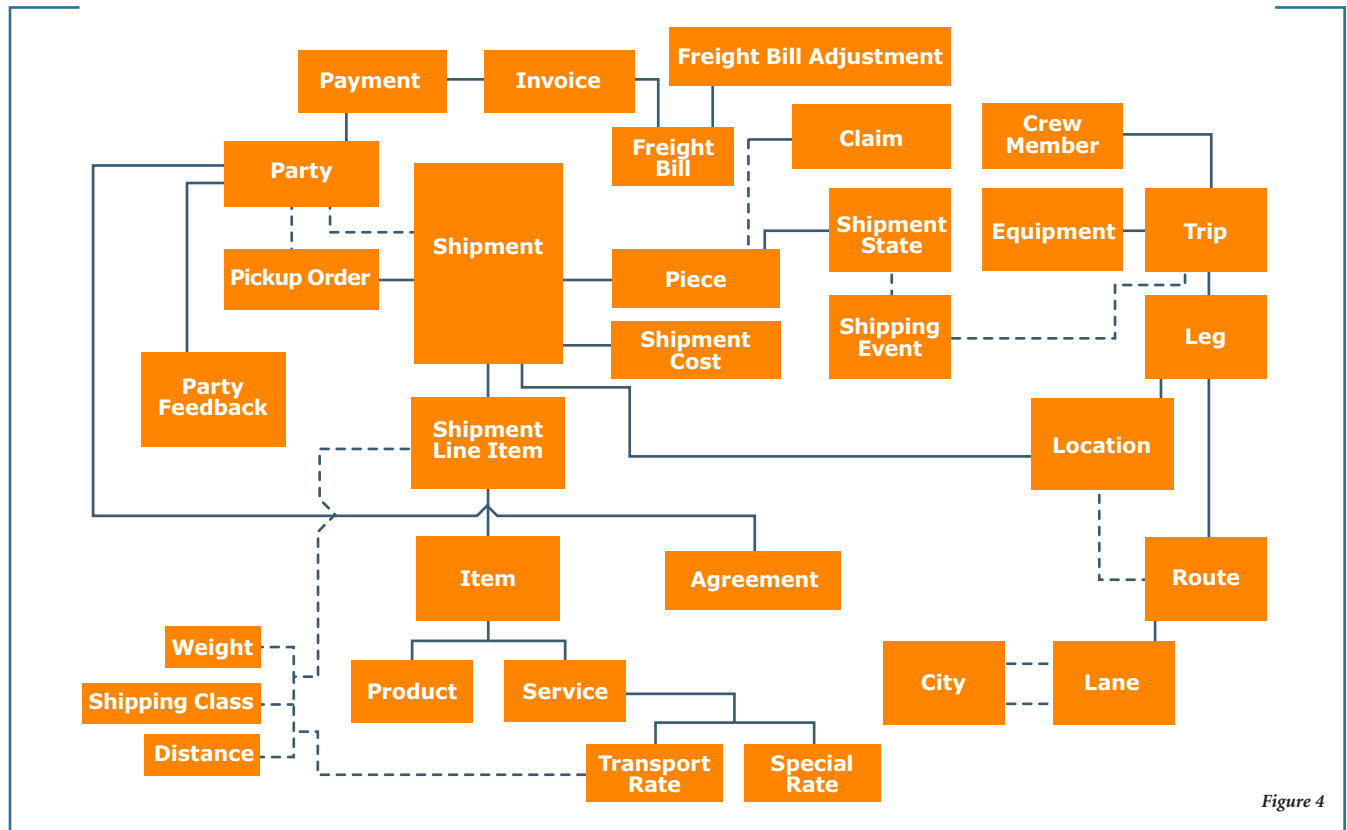 Freight Bill Adjustment
Payment
Invoice
Claim
Crew
Member
Freight
Bill
Party
Shipment
Shipment
State
Equipment
Trip
Pickup Order
Piece
Shipping
Event
Leg
Shipment
Cost
Party
Feedback
Shipment
Line Item
Location
Item
Agreement
Route
Weight
Shipping Class
Distance
Product
Service
City
Lane
Transport
Rate
Special
Rate
Figure 4